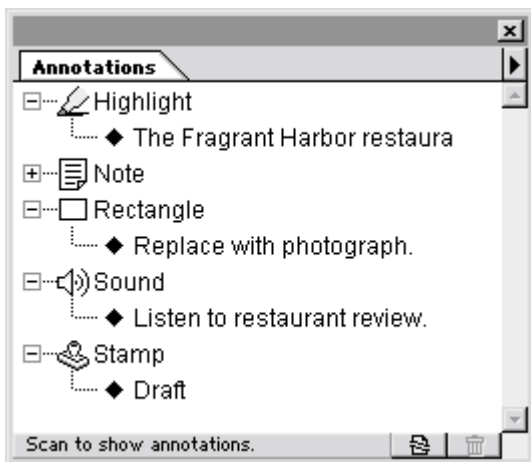 Annotations
Highlight
The Fragrant Harbor restaura
Note
Rectangle
Replace with photograph.
Sound
Listen to restaurant review.
Stamp
Draft
Scan to show annotations.